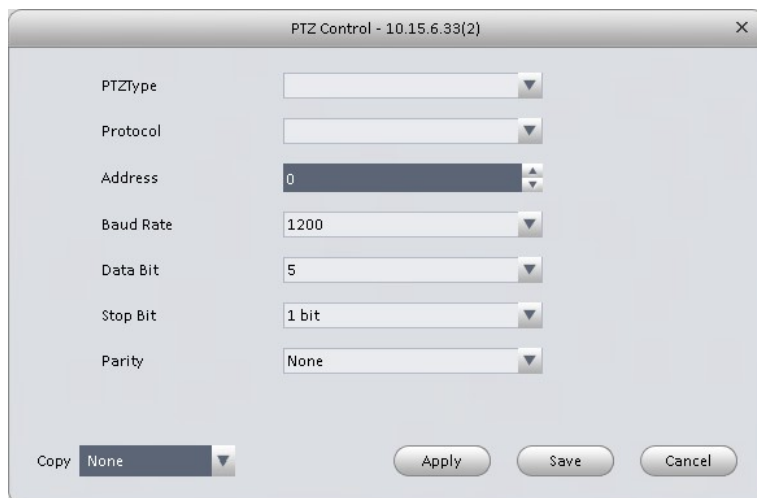 PTZ Control - 10.15.6.33(2)
PTZType
Protocol
Address 0
Baud Rate 1200
Data Bit 5
Stop Bit 1 bit
Parity None
Copy None Apply Save Cancel